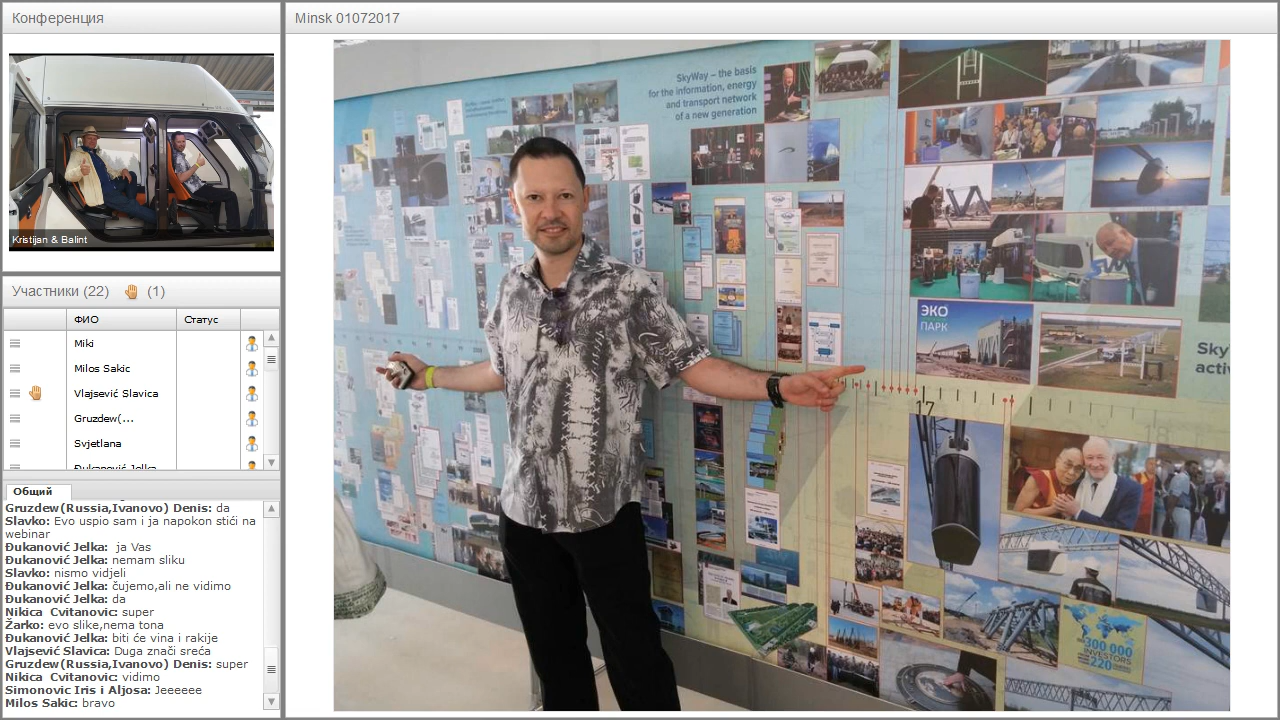 Конференция
Kristijan & Balint
Участники (22)
(1)
ФИО
Статус
Mika
Milos Sakic
Vlajsević Slavica
Gruzdew(...
Svjetlana
Đukanović Jelka
Общий
Gruzdew(Russia,Ivanovo) Denis: da
Slavko: Evo uspio sam i ja napokon stići na
webinar
Đukanović Jelka:  ja Vas
Đukanović Jelka: nemam sliku
Slavko: nismo vidjeli
Đukanović Jelka: čujemo,ali ne vidimo
Đukanović Jelka: da
Nikica  Cvitanovic: super
Žarko: evo slike,nema tona
Đukanović Jelka: biti će vina i rakije
Vlajsević Slavica: Duga znači sreća
Gruzdew(Russia,Ivanovo) Denis: super
Nikica  Cvitanovic: vidimo
Simonovic Iris i Aljosa: Jeeeeee
Milos Sakic: bravo
Minsk 01072017
SkyWay – the basis
for the information, energy
and transport network
of a new generation
ЭКО
ПАРК
Sky
activ
17
300 000
INVESTORS
220